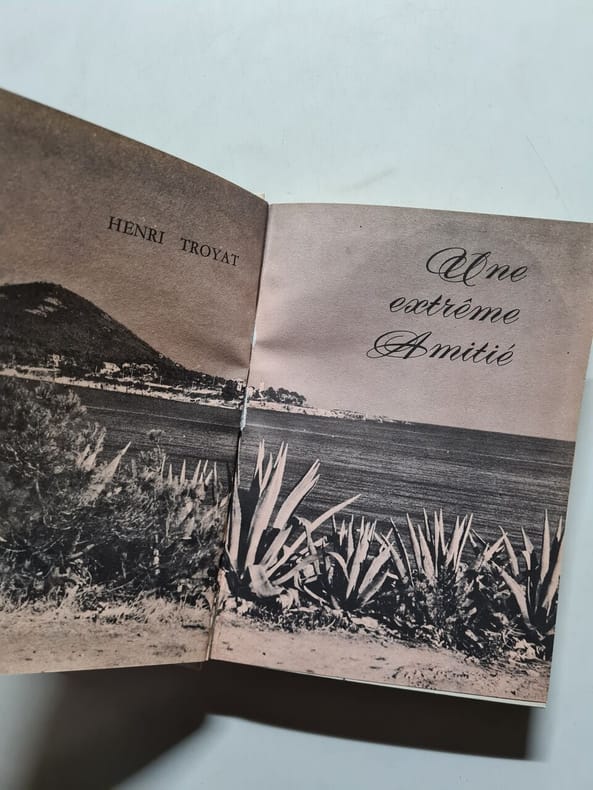 HENRI TROYAT
Une
extrême
Amitié